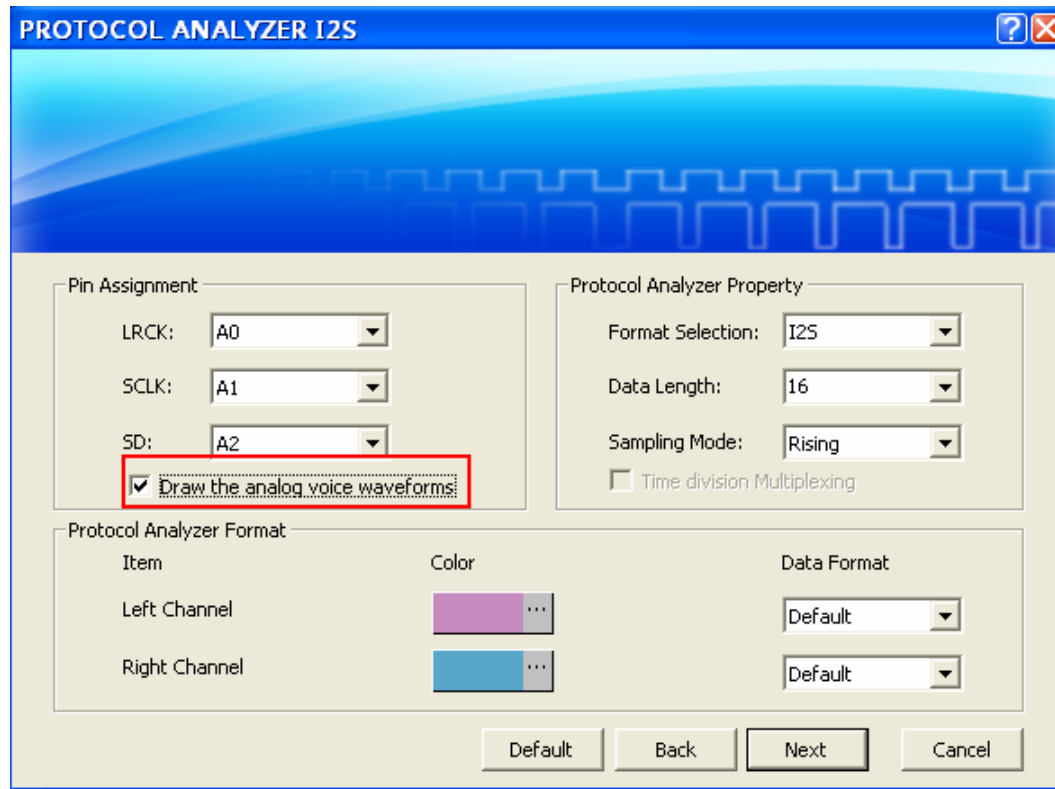 PROTOCOL ANALYZER I2S
Pin Assignment
LRCK: A0
SCLK: A1
SD: A2
Draw the analog voice waveforms
Protocol Analyzer Property
Format Selection: I2S
Data Length: 16
Sampling Mode: Rising
Time division Multiplexing
Protocol Analyzer Format
Item Color Data Format
Left Channel ... Default
Right Channel ... Default
Default Back Next Cancel